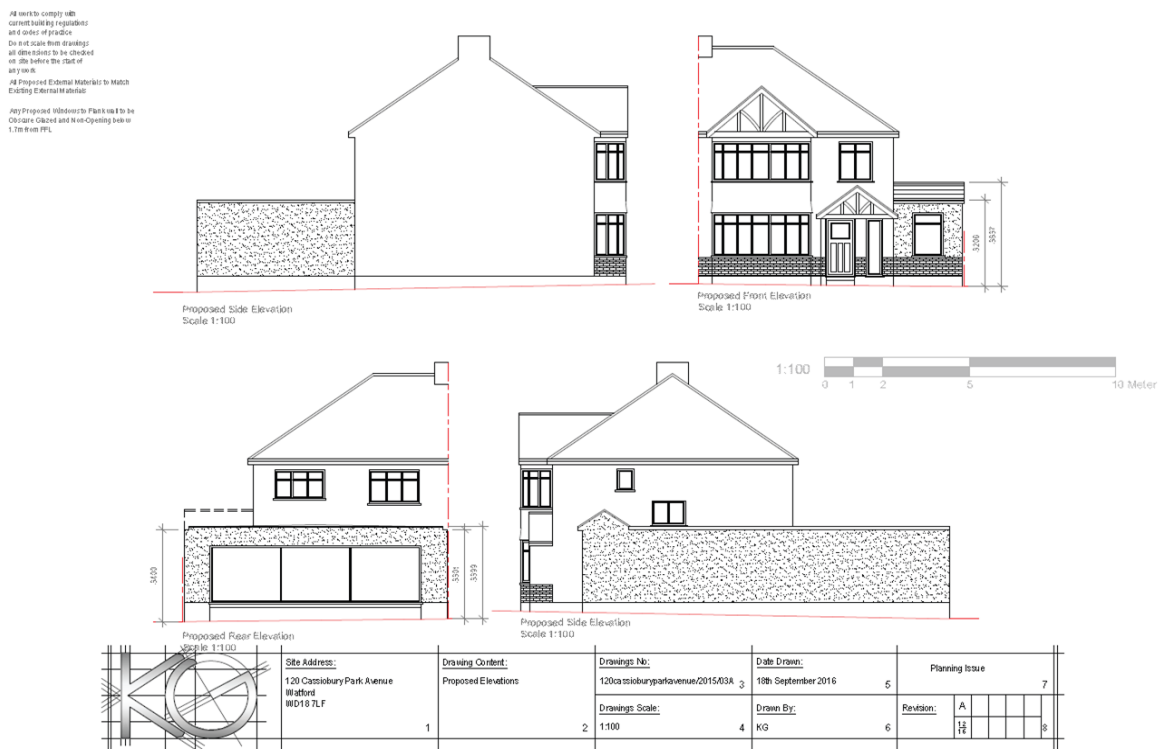 All work to comply with
current building regulations
and codes of practice
Do not scale from drawings
all dimensions to be checked
on site before the start of
any work
All Proposed External Materials to Match
Existing External Materials
Any Proposed Windows to Flank wall to be
Obscure Glazed and Non-Opening below
1.7m from FFL
3206
3837
Proposed Side Elevation
Scale 1:100
Proposed Front Elevation
Scale 1:100
1:100
0 1 2 5 10 Meter
3400
3399
Proposed Rear Elevation
Scale 1:100
Proposed Side Elevation
Scale 1:100
Site Address:
120 Cassiobury Park Avenue
Watford
WD18 7LF
1
Drawing Content:
Proposed Elevations
2
Drawings No:
120cassioburyparkavenue/2015/03A 3
Drawings Scale:
1:100 4
Date Drawn:
18th September 2016 5
Drawn By:
KG 6
Planning Issue
7
Revision: A
12
16
8